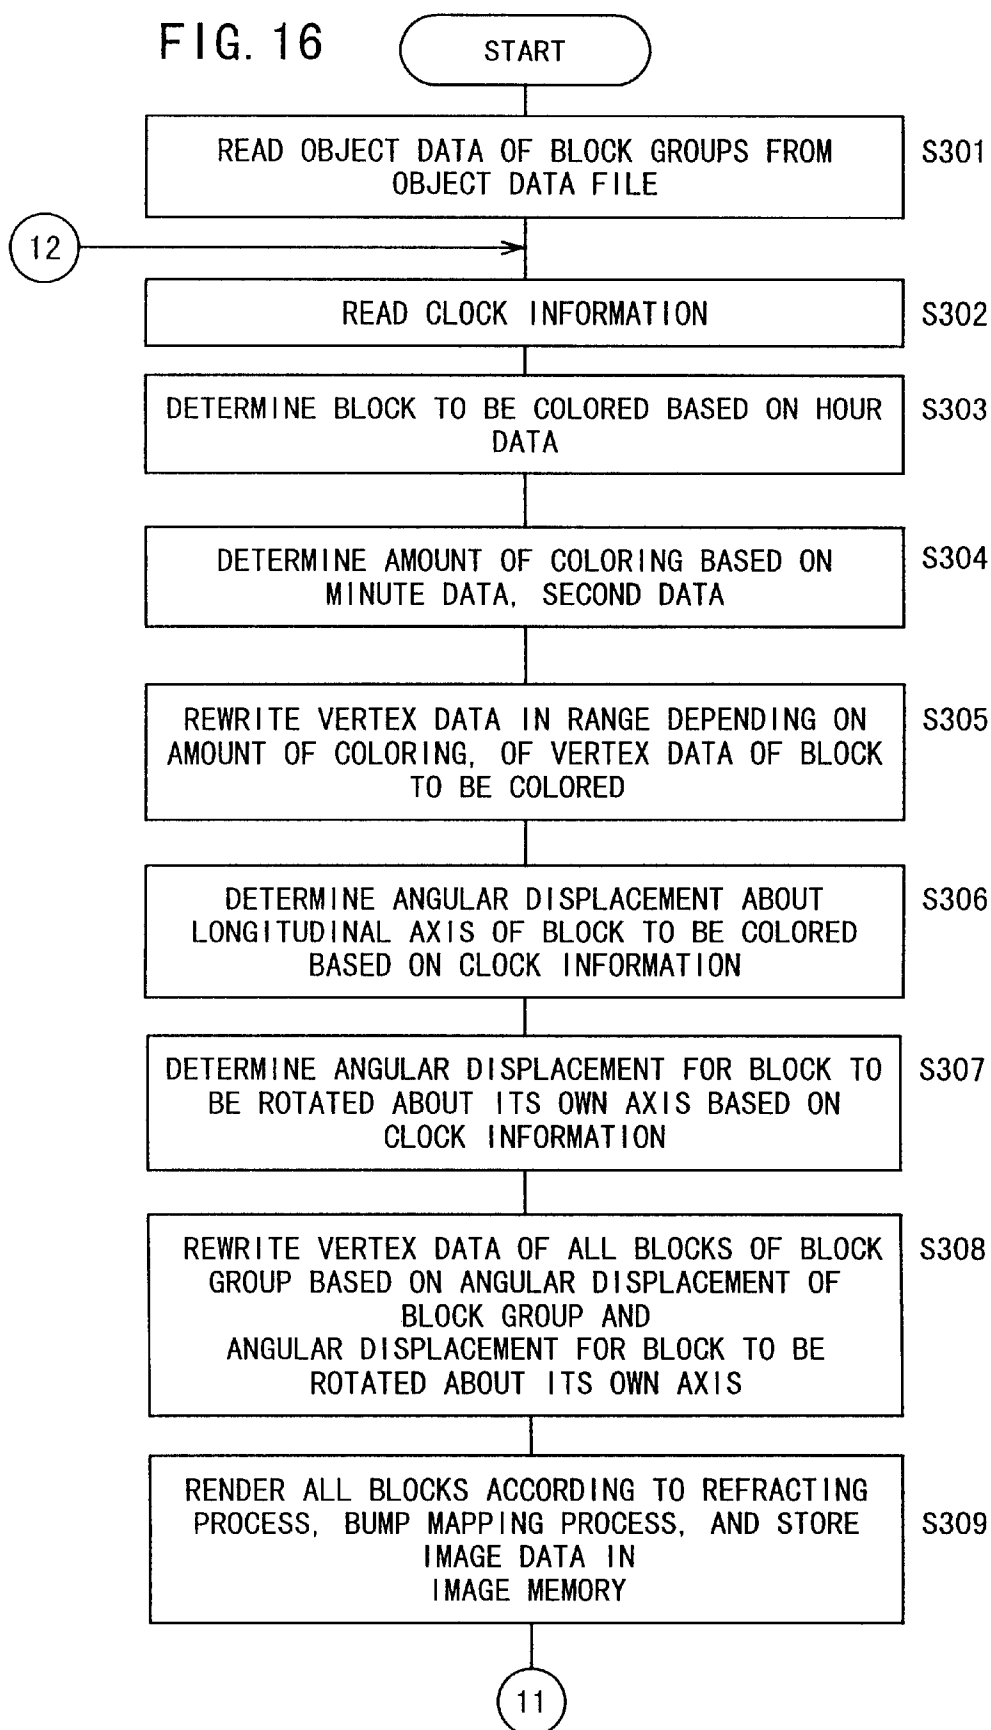 FIG. 16
START
READ OBJECT DATA OF BLOCK GROUPS FROM
OBJECT DATA FILE
S301
12
READ CLOCK INFORMATION
S302
DETERMINE BLOCK TO BE COLORED BASED ON HOUR
DATA
S303
DETERMINE AMOUNT OF COLORING BASED ON
MINUTE DATA, SECOND DATA
S304
REWRITE VERTEX DATA IN RANGE DEPENDING ON
AMOUNT OF COLORING, OF VERTEX DATA OF BLOCK
TO BE COLORED
S305
DETERMINE ANGULAR DISPLACEMENT ABOUT
LONGITUDINAL AXIS OF BLOCK TO BE COLORED
BASED ON CLOCK INFORMATION
S306
DETERMINE ANGULAR DISPLACEMENT FOR BLOCK TO
BE ROTATED ABOUT ITS OWN AXIS BASED ON
CLOCK INFORMATION
S307
REWRITE VERTEX DATA OF ALL BLOCKS OF BLOCK
GROUP BASED ON ANGULAR DISPLACEMENT OF
BLOCK GROUP AND
ANGULAR DISPLACEMENT FOR BLOCK TO BE
ROTATED ABOUT ITS OWN AXIS
S308
RENDER ALL BLOCKS ACCORDING TO REFRACTING
PROCESS, BUMP MAPPING PROCESS, AND STORE
IMAGE DATA IN
IMAGE MEMORY
S309
11